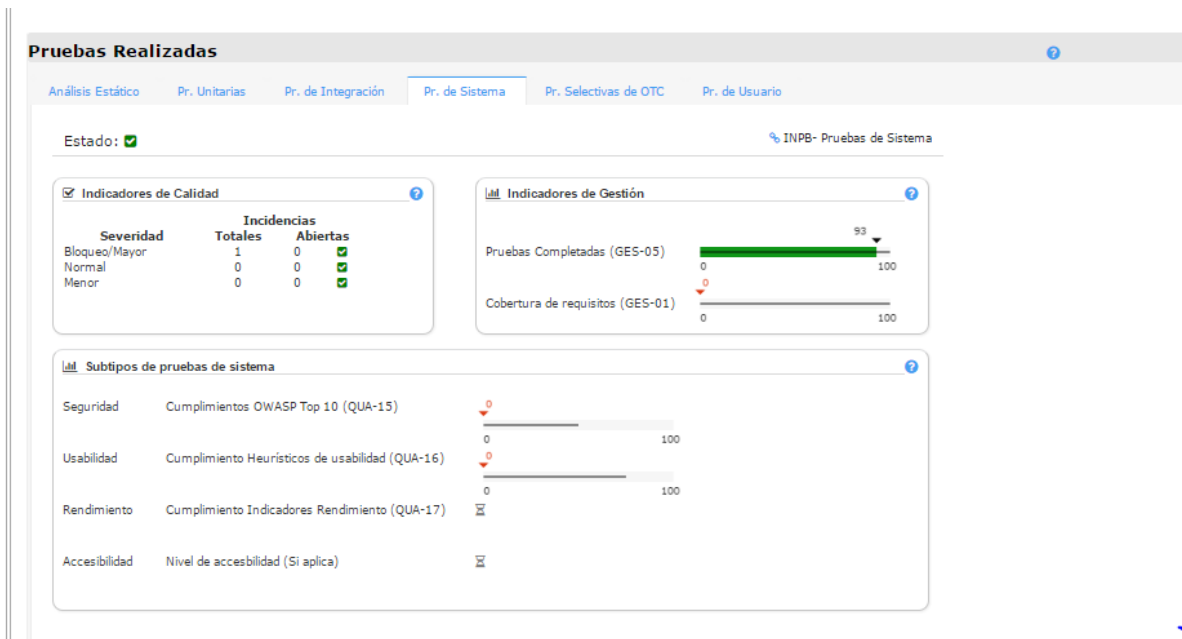 Pruebas Realizadas
Análisis Estático Pr. Unitarias Pr. de Integración Pr. de Sistema Pr. Selectivas de OTC Pr. de Usuario
Estado:
INPB- Pruebas de Sistema
Indicadores de Calidad
Incidencias
Severidad Totales Abiertas
Bloqueo/Mayor 1 0
Normal 0 0
Menor 0 0
Indicadores de Gestión
93
Pruebas Completadas (GES-05)
0 100
0
Cobertura de requisitos (GES-01)
0 100
Subtipos de pruebas de sistema
Seguridad Cumplimientos OWASP Top 10 (QUA-15) 0
0 100
Usabilidad Cumplimiento Heurísticos de usabilidad (QUA-16) 0
0 100
Rendimiento Cumplimiento Indicadores Rendimiento (QUA-17)
Accesibilidad Nivel de accesbilidad (Si aplica)